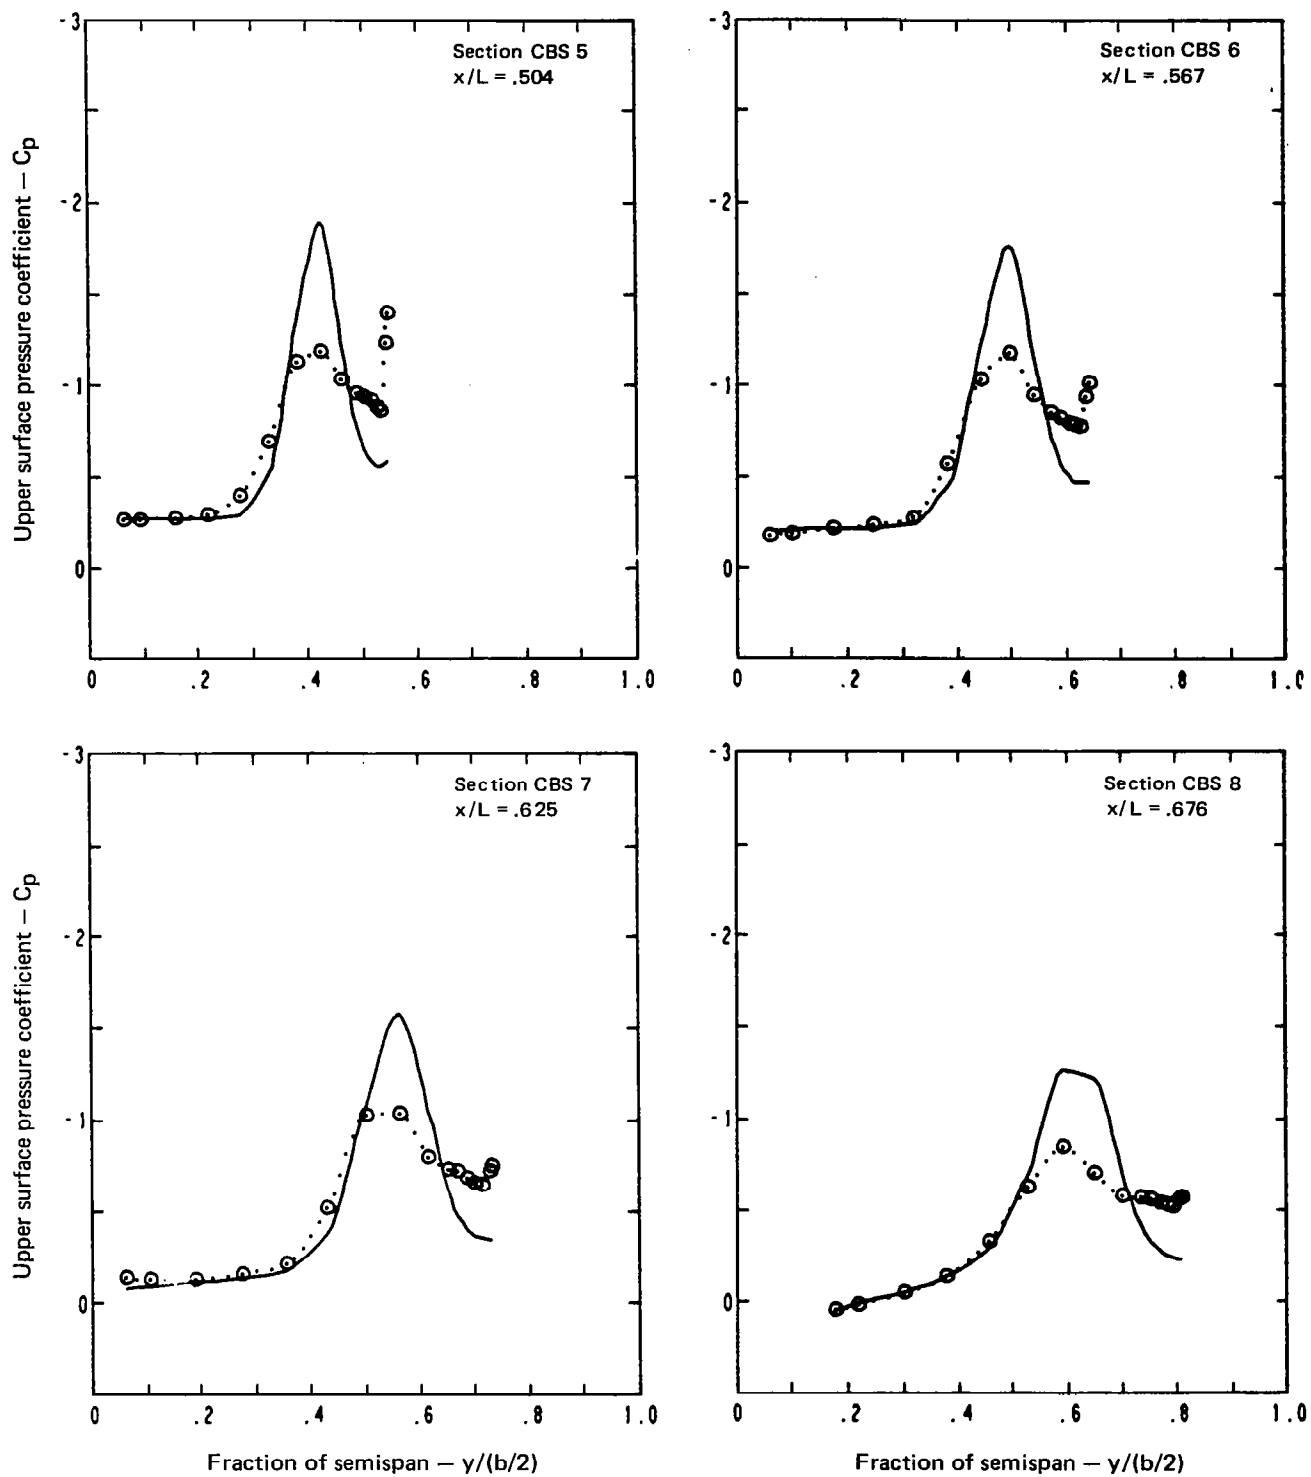 Section CBS 5
x/L = .504
Upper surface pressure coefficient — Cp
-3
-2
-1
0
0 .2 .4 .6 .8 1.0
Section CBS 6
x/L = .567
-3
-2
-1
0
0 .2 .4 .6 .8 1.0
Section CBS 7
x/L = .625
Upper surface pressure coefficient — Cp
-3
-2
-1
0
0 .2 .4 .6 .8 1.0
Fraction of semispan — y/(b/2)
Section CBS 8
x/L = .676
-3
-2
-1
0
0 .2 .4 .6 .8 1.0
Fraction of semispan — y/(b/2)